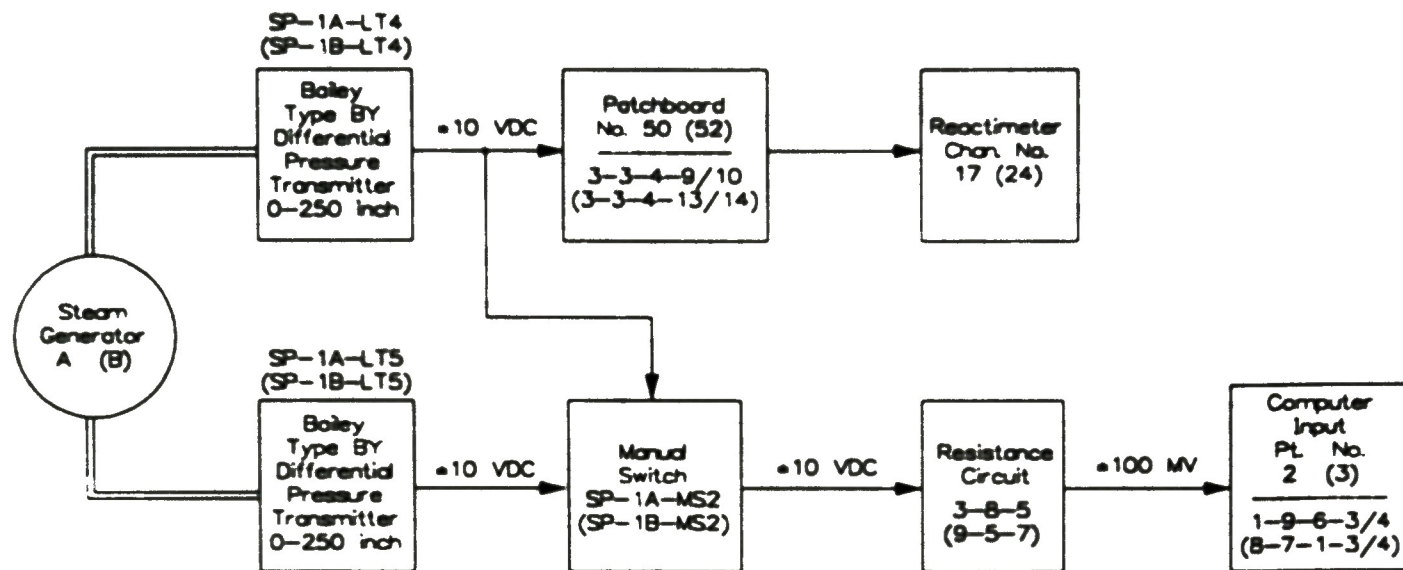 SP-1A-LT4
(SP-1B-LT4)
Bailey
Type BY
Differential
Pressure
Transmitter
0-250 inch
±10 VDC
Patchboard
No. 50 (52)
3-3-4-9/10
(3-3-4-13/14)
Reactimeter
Chan. No.
17 (24)
Steam
Generator
A (B)
SP-1A-LT5
(SP-1B-LT5)
Bailey
Type BY
Differential
Pressure
Transmitter
0-250 inch
±10 VDC
Manual
Switch
SP-1A-MS2
(SP-1B-MS2)
±10 VDC
Resistance
Circuit
3-8-5
(9-5-7)
±100 MV
Computer
Input
Pt. No.
2 (3)
1-9-6-3/4
(8-7-1-3/4)